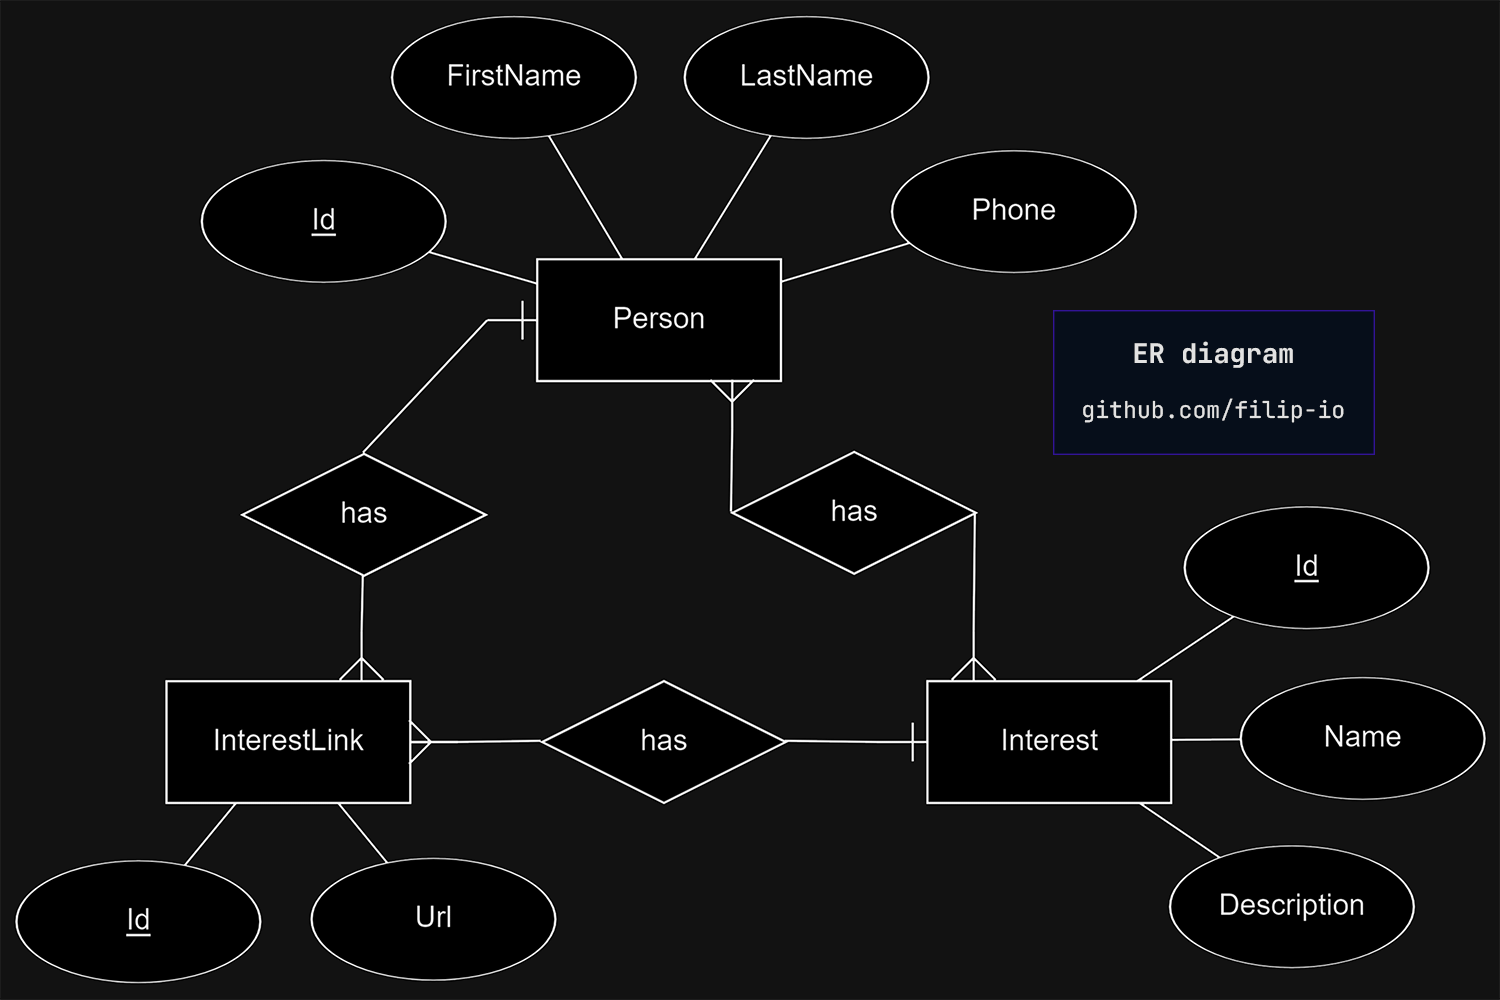 FirstName
LastName
Id
Phone
Person
ER diagram
github.com/filip-io
has
has
Id
InterestLink
has
Interest
Name
Id
Url
Description